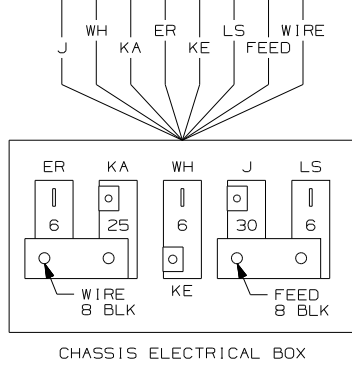 WH ER LS WIRE
J KA KE FEED
ER KA WH J LS
6 25 6 30 6
KE
WIRE FEED
8 BLK 8 BLK
CHASSIS ELECTRICAL BOX